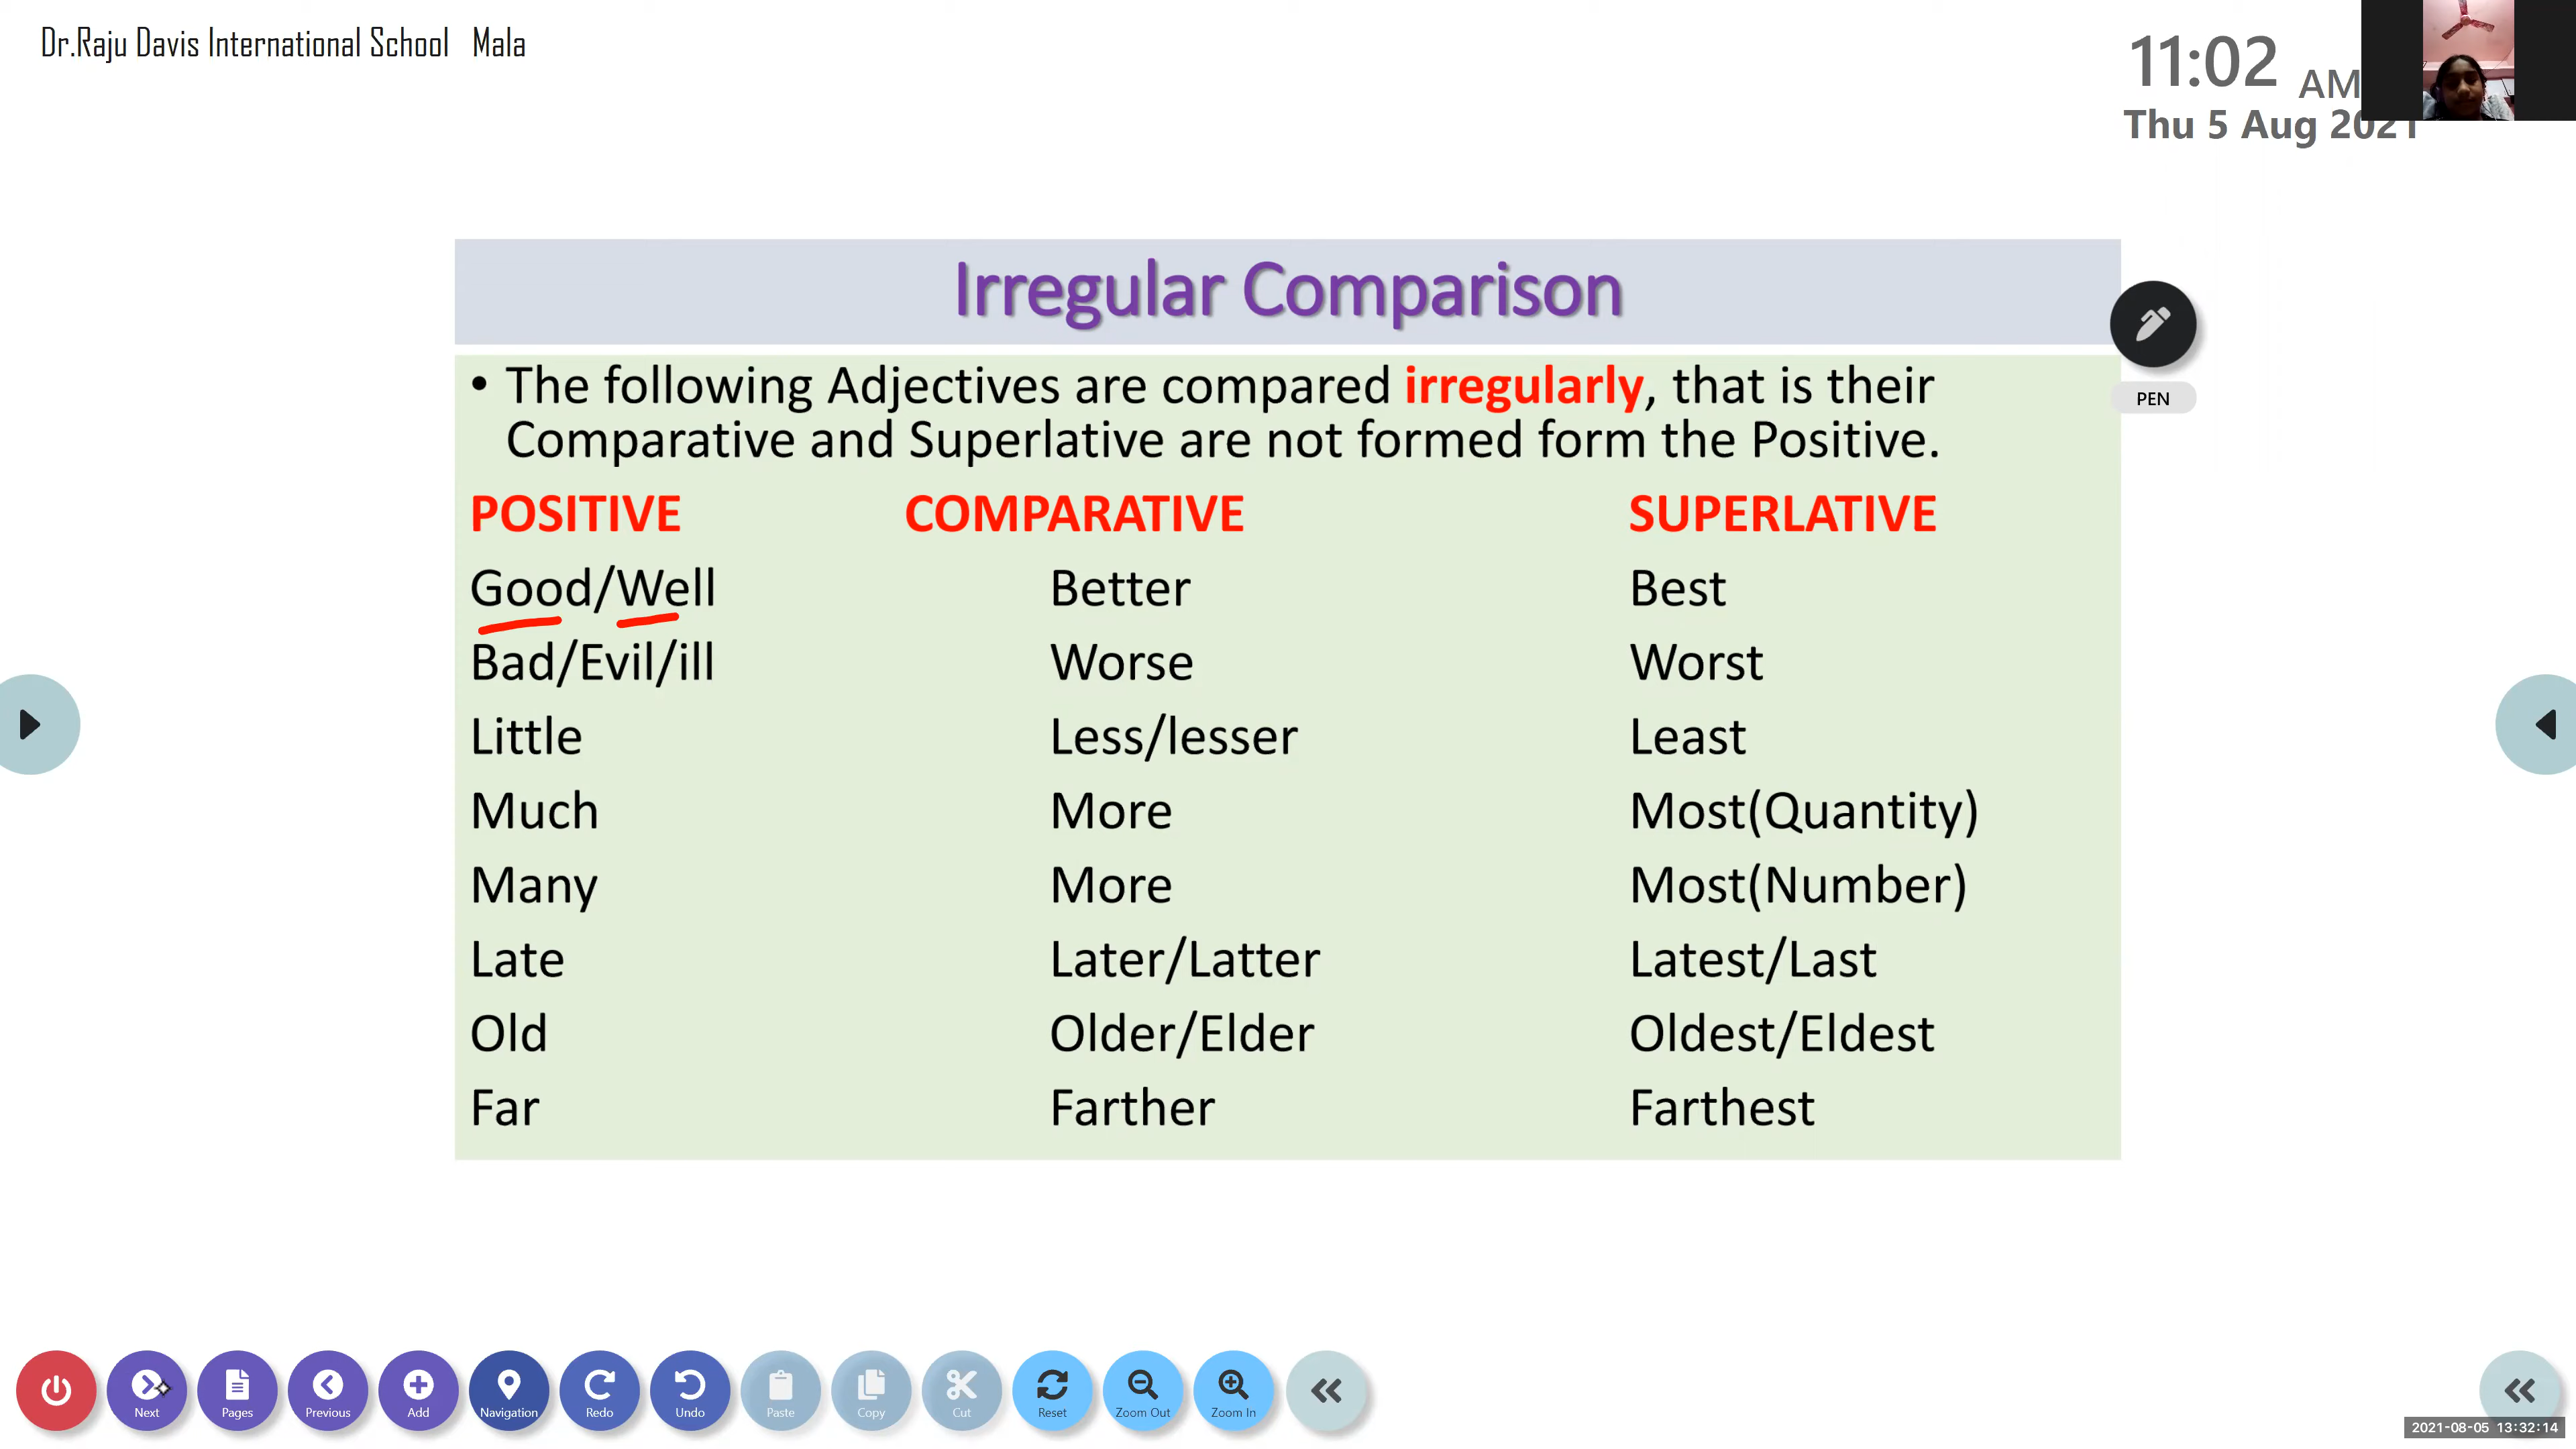 Dr.Raju Davis International School Mala
11:02 AM
Thu 5 Aug 2021
Irregular Comparison
• The following Adjectives are compared irregularly, that is their
Comparative and Superlative are not formed form the Positive.
POSITIVE COMPARATIVE SUPERLATIVE
Good/Well Better Best
Bad/Evil/ill Worse Worst
Little Less/lesser Least
Much More Most(Quantity)
Many More Most(Number)
Late Later/Latter Latest/Last
Old Older/Elder Oldest/Eldest
Far Farther Farthest
PEN
Next Pages Previous Add Navigation Redo Undo Paste Copy Cut Reset Zoom Out Zoom In
2021-08-05 13:32:14